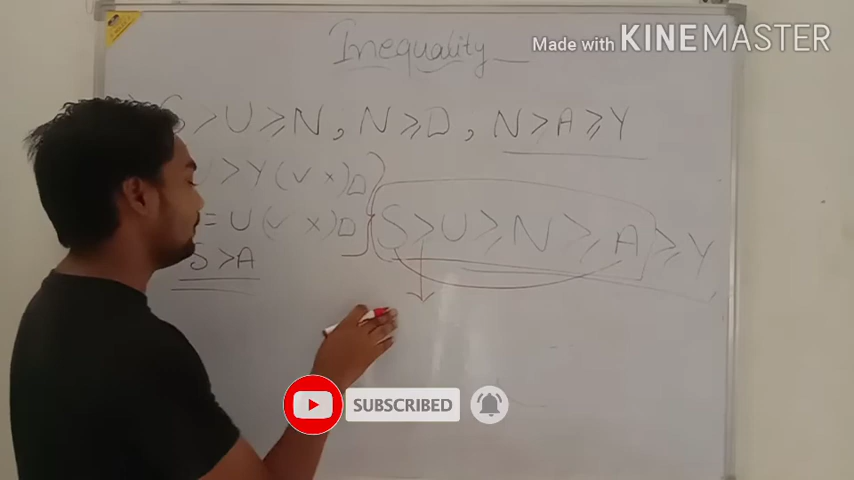 Inequality
Made with KINEMASTER
S > U ⩾ N , N ⩾ D , N > A ⩾ Y
> Y (✓ ×)
= U (✓ ×)
S > U ⩾ N ⩾ A ⩾ Y
S > A
SUBSCRIBED